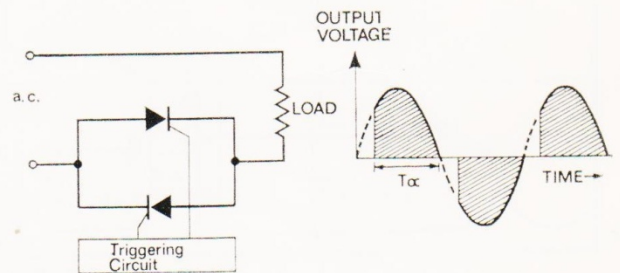 OUTPUT
VOLTAGE
a.c.
LOAD
Tα
TIME→
Triggering
Circuit